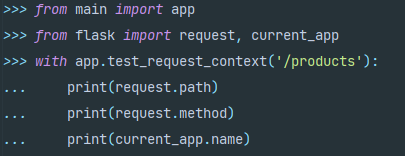 >>> from main import app
>>> from flask import request, current_app
>>> with app.test_request_context('/products'):
...     print(request.path)
...     print(request.method)
...     print(current_app.name)